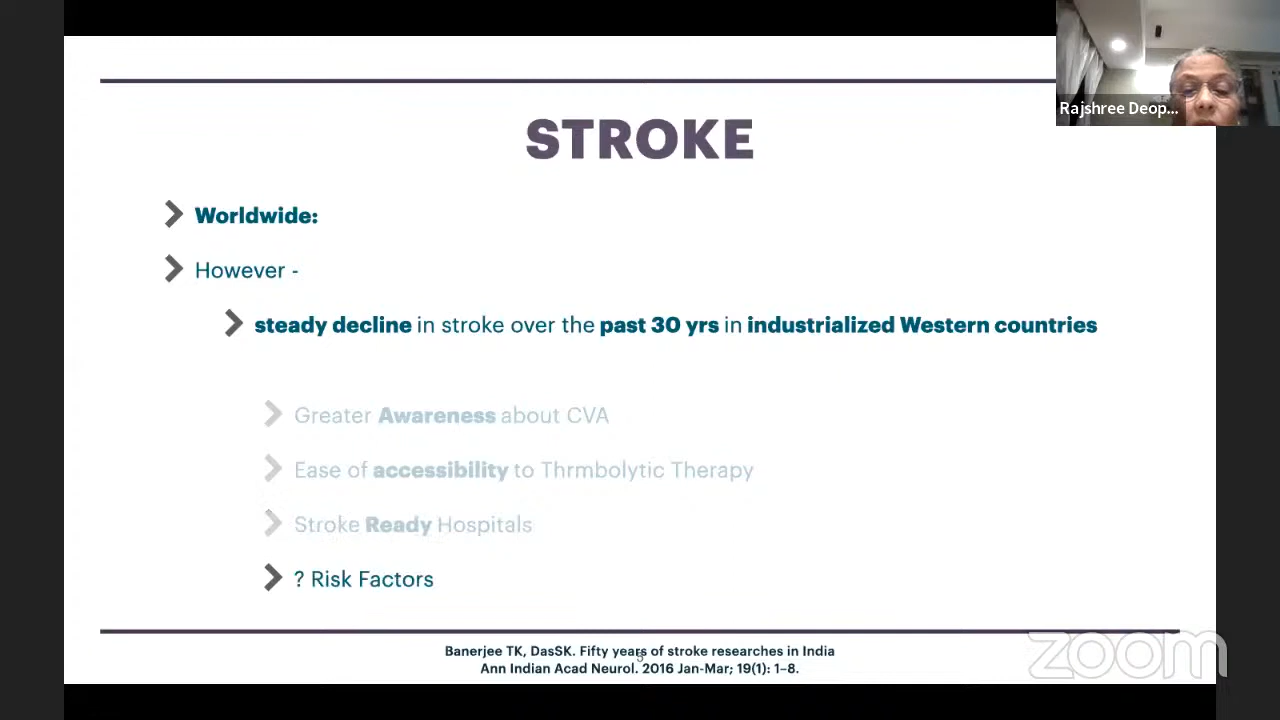 Rajshree Deop...
STROKE
Worldwide:
However -
steady decline in stroke over the past 30 yrs in industrialized Western countries
Greater Awareness about CVA
Ease of accessibility to Thrmbolytic Therapy
Stroke Ready Hospitals
? Risk Factors
Banerjee TK, DasSK. Fifty years of stroke researches in India
5
Ann Indian Acad Neurol. 2016 Jan-Mar; 19(1): 1–8.
zoom